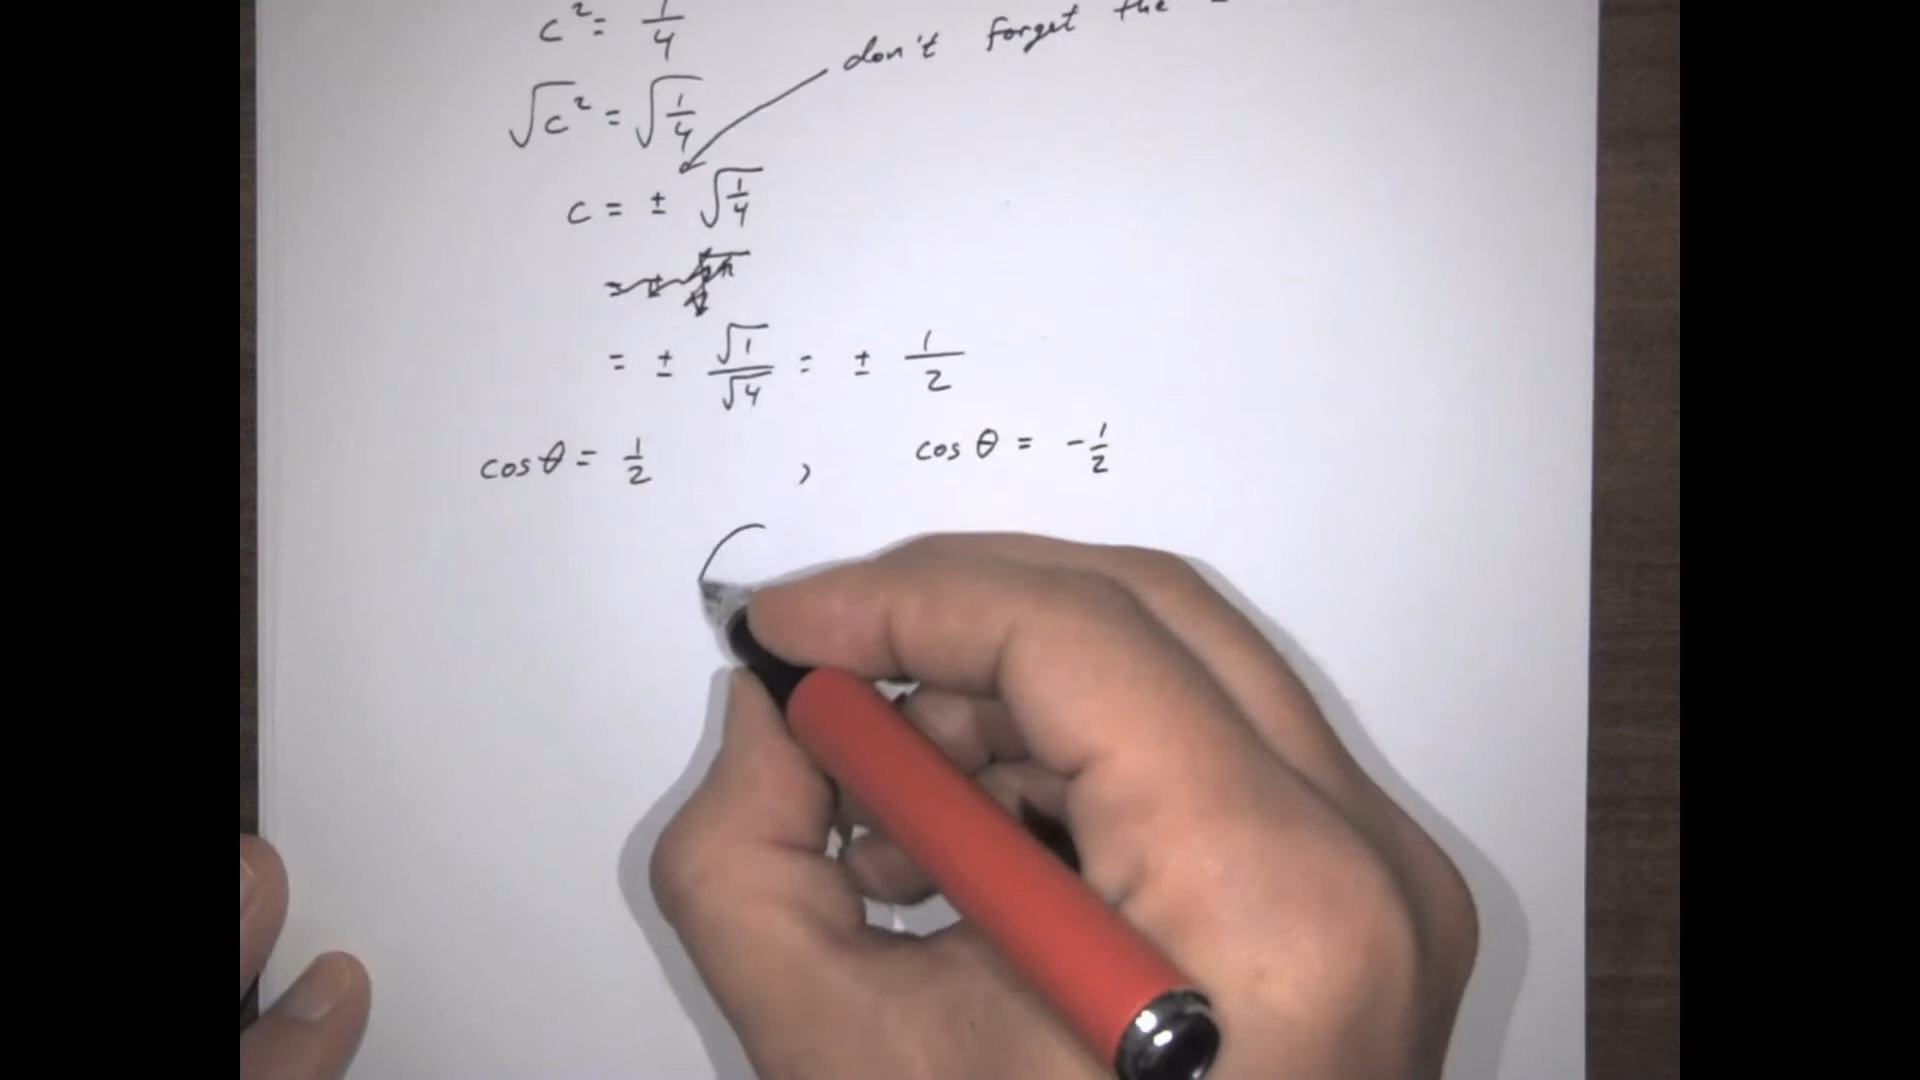 c² = 1/4
don't forget the
√c² = √(1/4)
c = ± √(1/4)
= ± √1/√4 = ± 1/2
cos θ = 1/2 , cos θ = -1/2